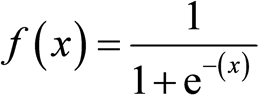 f(x) = 1 / (1 + e^{-(x)})